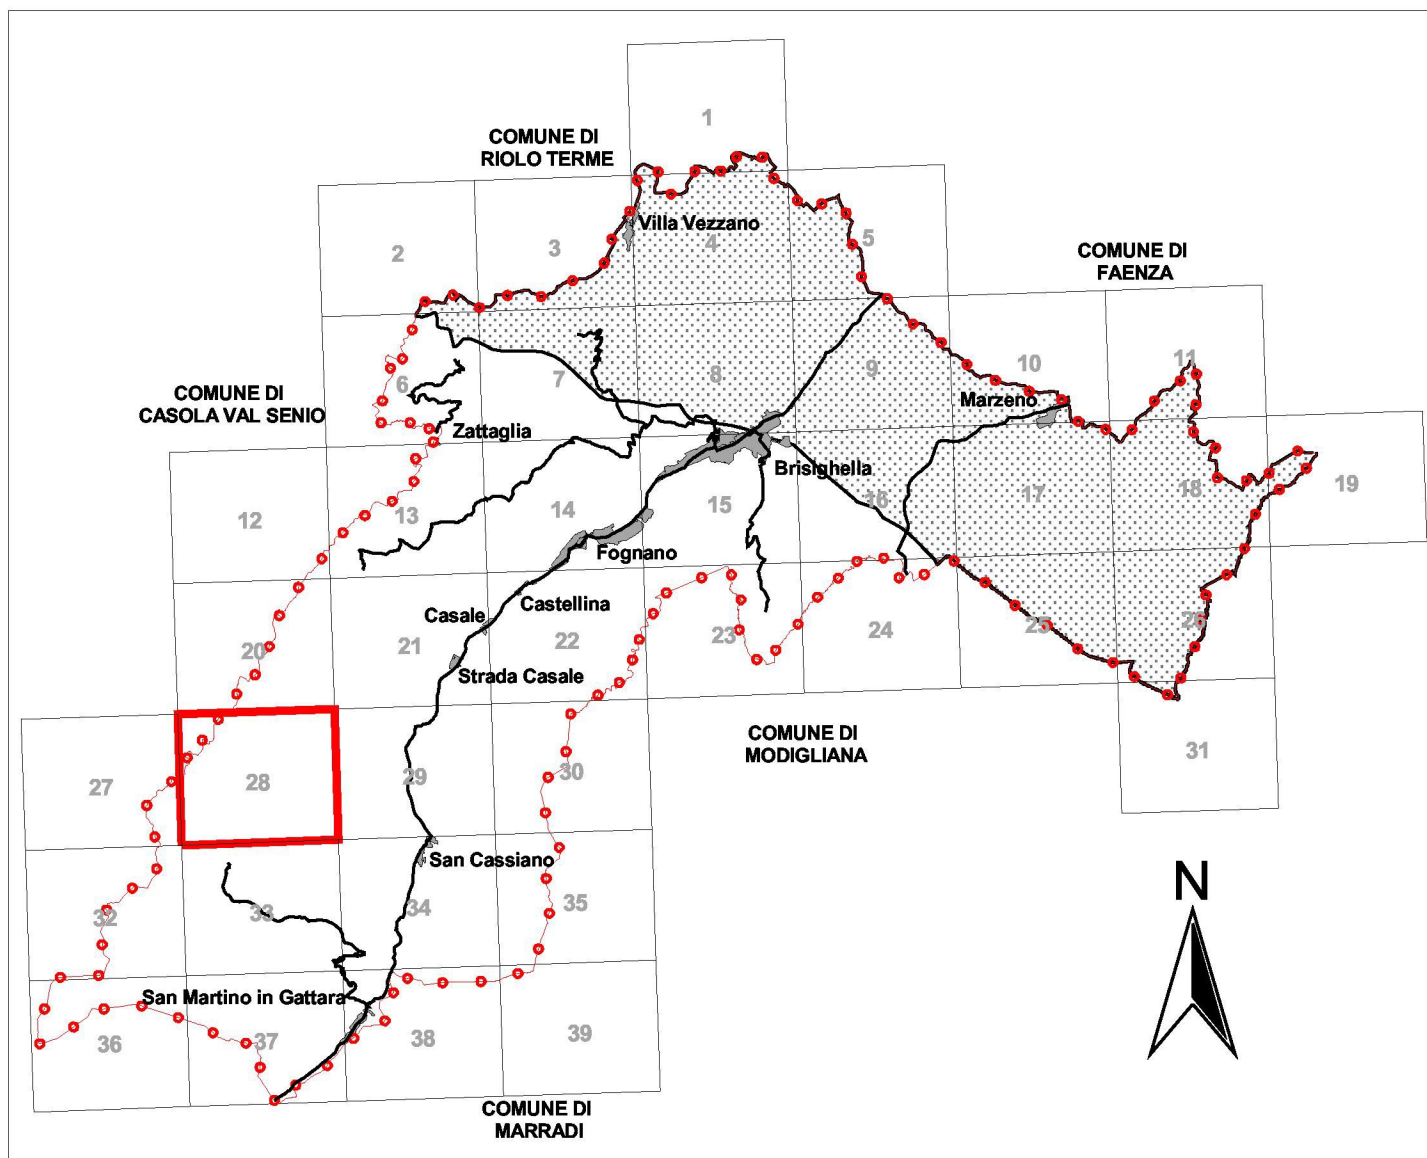 1
COMUNE DI
RIOLO TERME
Villa Vezzano
2
3
4
5
COMUNE DI
FAENZA
COMUNE DI
CASOLA VAL SENIO
6
7
8
9
10
11
Marzeno
Zattaglia
Brisighella
12
13
14
15
16
17
18
19
Fognano
Castellina
Casale
20
21
22
23
24
25
26
Strada Casale
COMUNE DI
MODIGLIANA
27
28
29
30
31
San Cassiano
32
33
34
35
N
San Martino in Gattara
36
37
38
39
COMUNE DI
MARRADI